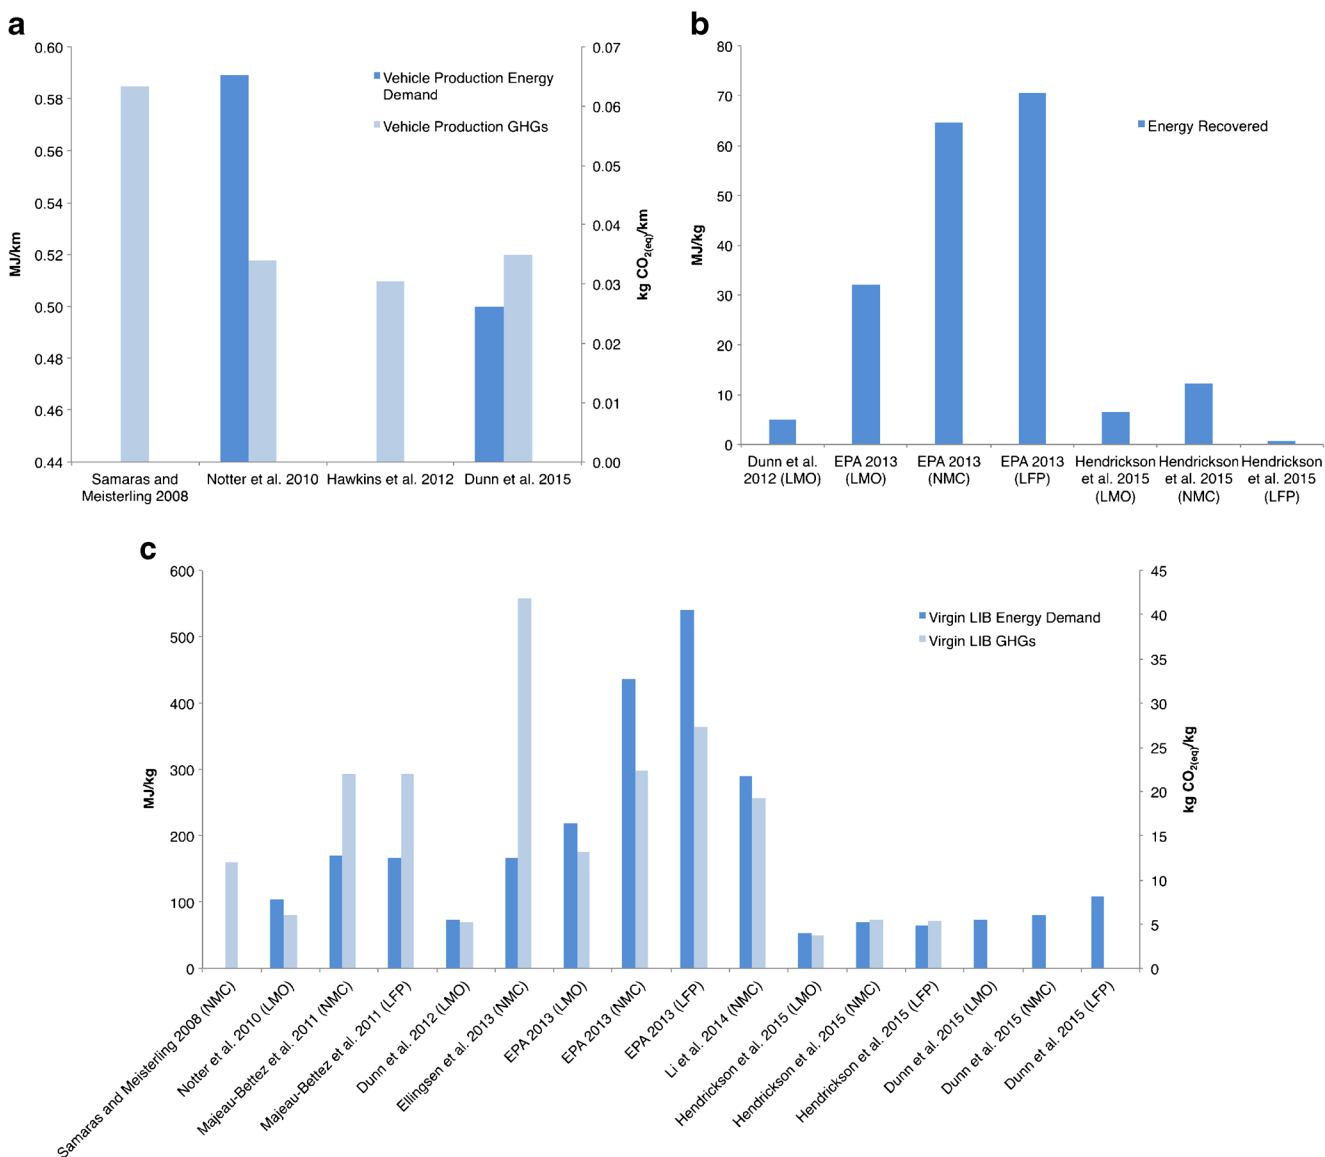 a
0.60
0.58
0.56
0.54
0.52
0.50
0.48
0.46
0.44
MJ/km
0.07
0.06
0.05
0.04
0.03
0.02
0.01
0.00
kg CO2(eq)/km
Vehicle Production Energy
Demand
Vehicle Production GHGs
Samaras and
Meisterling 2008
Notter et al. 2010
Hawkins et al. 2012
Dunn et al. 2015
b
80
70
60
50
40
30
20
10
0
MJ/kg
Energy Recovered
Dunn et al.
2012 (LMO)
EPA 2013
(LMO)
EPA 2013
(NMC)
EPA 2013
(LFP)
Hendrickson
et al. 2015
(LMO)
Hendrickson
et al. 2015
(NMC)
Hendrickson
et al. 2015
(LFP)
c
600
500
400
300
200
100
0
MJ/kg
45
40
35
30
25
20
15
10
5
0
kg CO2(eq)/kg
Virgin LIB Energy Demand
Virgin LIB GHGs
Samaras and Meisterling 2008 (NMC)
Notter et al. 2010 (LMO)
Majeau-Bettez et al. 2011 (NMC)
Majeau-Bettez et al. 2011 (LFP)
Dunn et al. 2012 (LMO)
Ellingsen et al. 2013 (NMC)
EPA 2013 (LMO)
EPA 2013 (NMC)
EPA 2013 (LFP)
Li et al. 2014 (NMC)
Hendrickson et al. 2015 (LMO)
Hendrickson et al. 2015 (NMC)
Hendrickson et al. 2015 (LFP)
Dunn et al. 2015 (LMO)
Dunn et al. 2015 (NMC)
Dunn et al. 2015 (LFP)